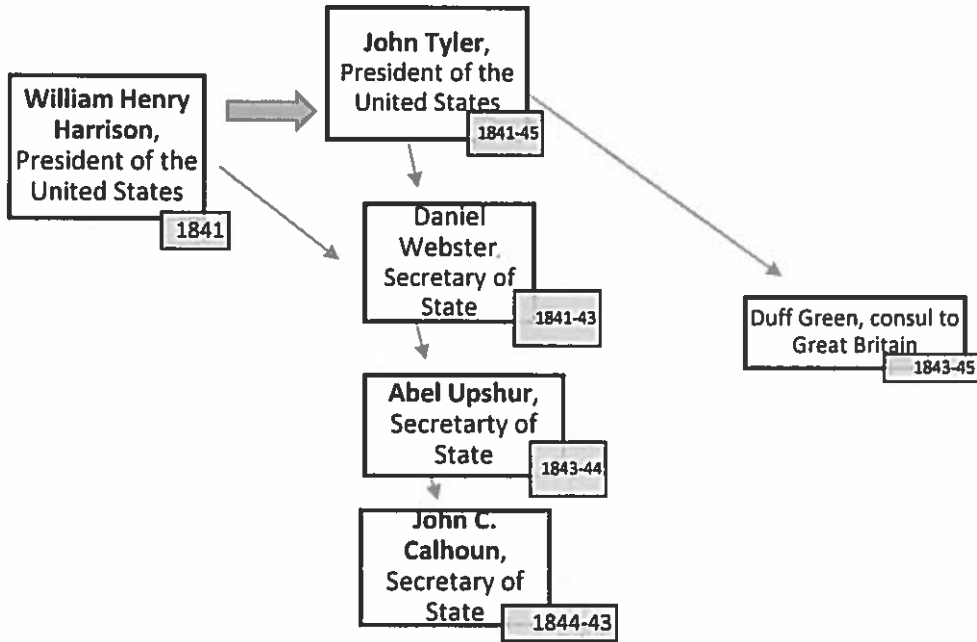 William Henry
Harrison,
President of the
United States
1841
John Tyler,
President of the
United States
1841-45
Daniel
Webster,
Secretary of
State
1841-43
Duff Green, consul to
Great Britain
1843-45
Abel Upshur,
Secretarty of
State
1843-44
John C.
Calhoun,
Secretary of
State
1844-43